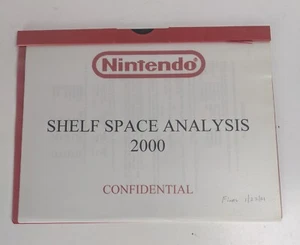 Nintendo
SHELF SPACE ANALYSIS
2000
CONFIDENTIAL